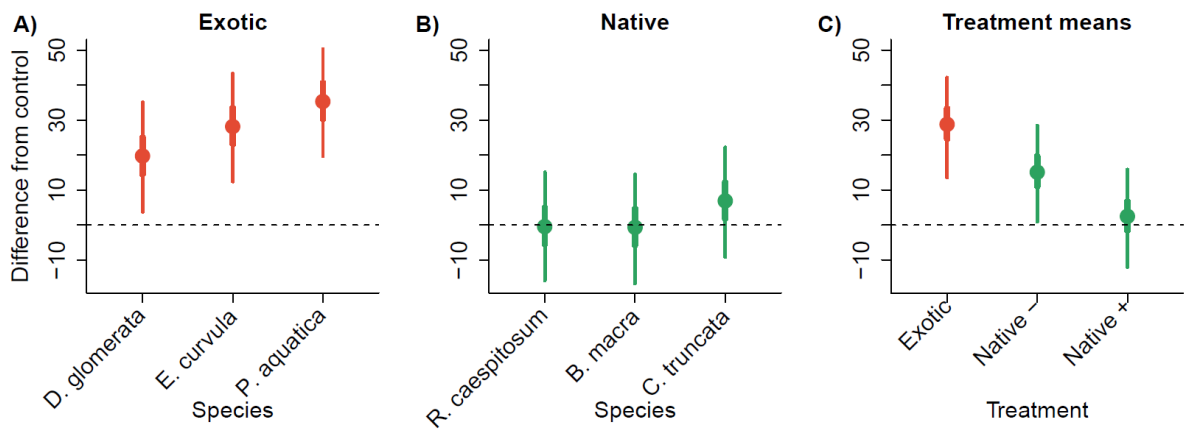 A) Exotic
Difference from control
50
30
10
−10
D. glomerata
E. curvula
P. aquatica
Species
B) Native
50
30
10
−10
R. caespitosum
B. macra
C. truncata
Species
C) Treatment means
50
30
10
−10
Exotic
Native −
Native +
Treatment